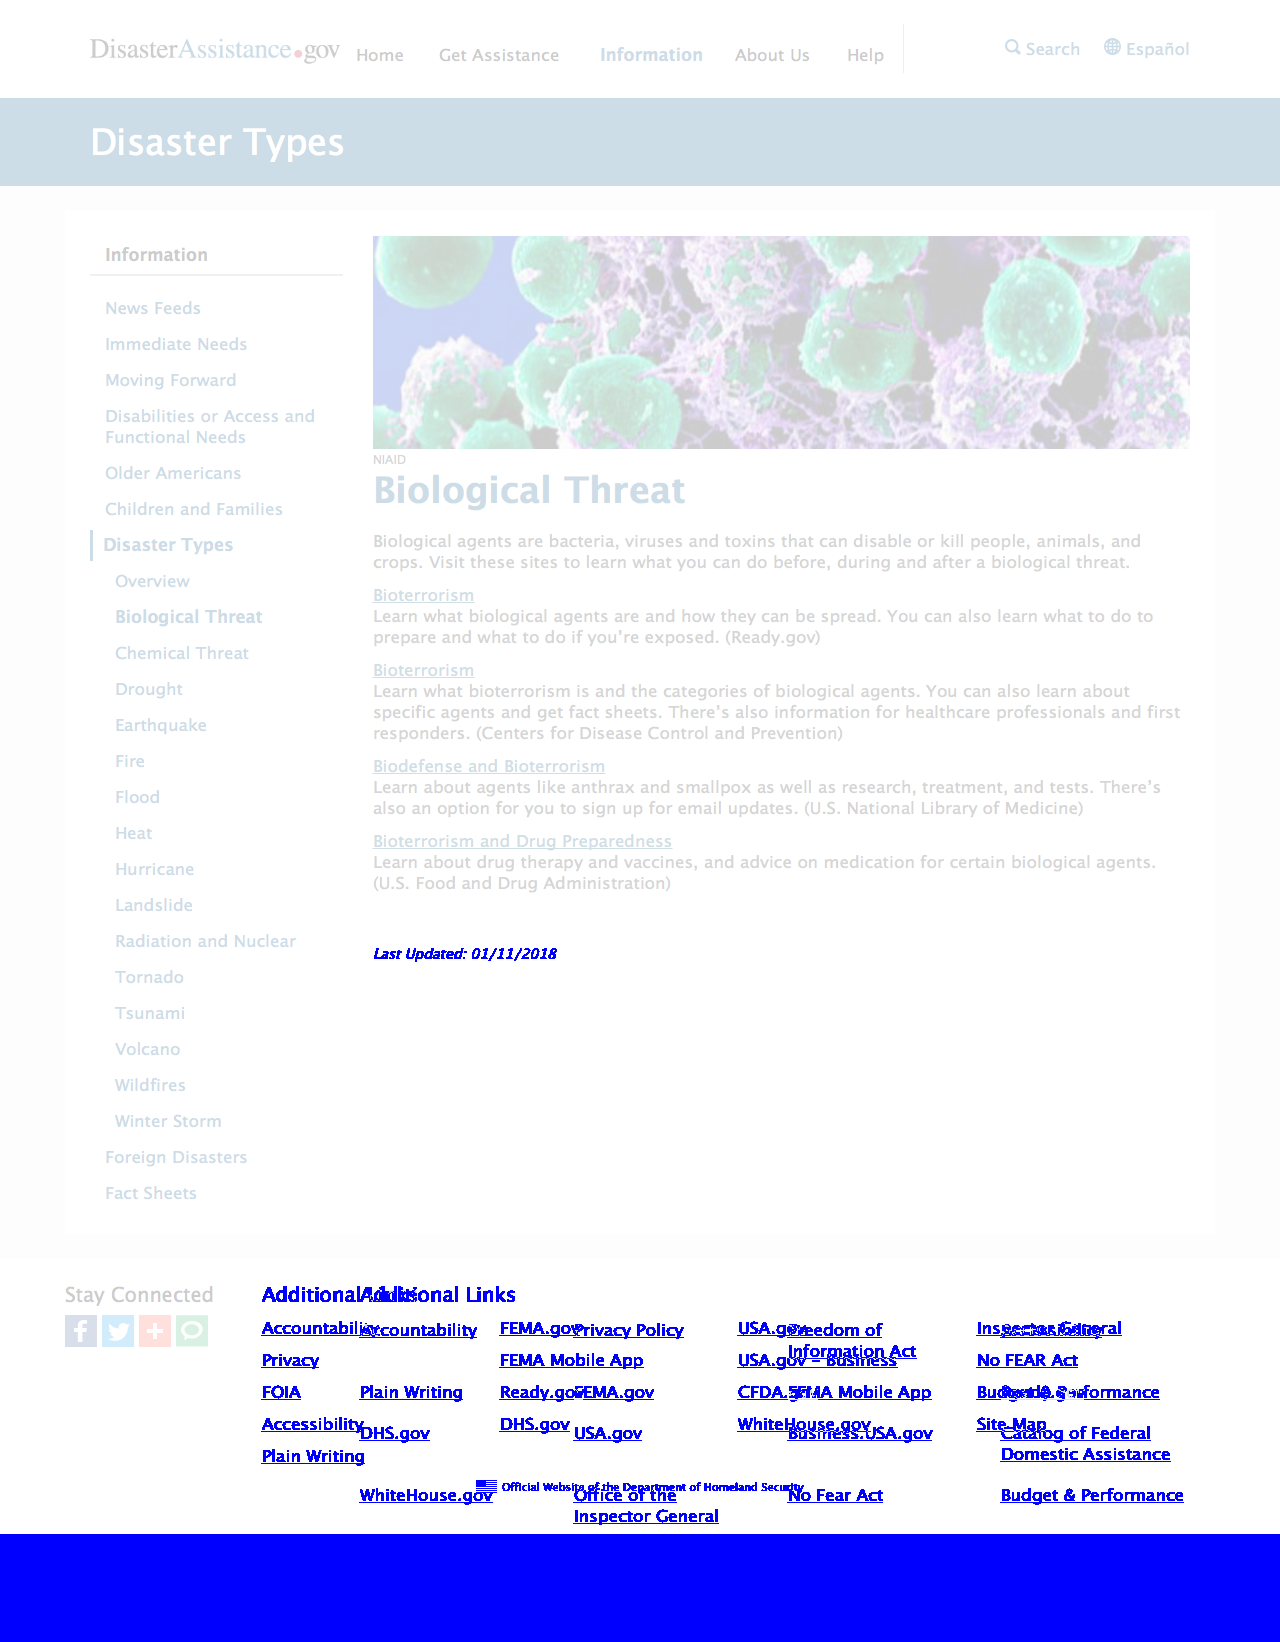 DisasterAssistance.gov
Home
Get Assistance
Information
About Us
Help
Search
Español
Disaster Types
Information
News Feeds
Immediate Needs
Moving Forward
Disabilities or Access and
Functional Needs
Older Americans
Children and Families
Disaster Types
Overview
Biological Threat
Chemical Threat
Drought
Earthquake
Fire
Flood
Heat
Hurricane
Landslide
Radiation and Nuclear
Tornado
Tsunami
Volcano
Wildfires
Winter Storm
Foreign Disasters
Fact Sheets
NIAID
Biological Threat
Biological agents are bacteria, viruses and toxins that can disable or kill people, animals, and
crops. Visit these sites to learn what you can do before, during and after a biological threat.
Bioterrorism
Learn what biological agents are and how they can be spread. You can also learn what to do to
prepare and what to do if you're exposed. (Ready.gov)
Bioterrorism
Learn what bioterrorism is and the categories of biological agents. You can also learn about
specific agents and get fact sheets. There's also information for healthcare professionals and first
responders. (Centers for Disease Control and Prevention)
Biodefense and Bioterrorism
Learn about agents like anthrax and smallpox as well as research, treatment, and tests. There's
also an option for you to sign up for email updates. (U.S. National Library of Medicine)
Bioterrorism and Drug Preparedness
Learn about drug therapy and vaccines, and advice on medication for certain biological agents.
(U.S. Food and Drug Administration)
Last Updated: 01/11/2018
Stay Connected
Additional Links
Additional Links
Accountability
Privacy
FOIA
Accessibility
Plain Writing
FEMA.gov
FEMA Mobile App
Ready.gov
DHS.gov
USA.gov
USA.gov – Business
CFDA.gov
WhiteHouse.gov
Inspector General
No FEAR Act
Budget & Performance
Site Map
Accountability
Privacy Policy
Freedom of
Information Act
Plain Writing
FEMA.gov
FEMA Mobile App
DHS.gov
USA.gov
Business.USA.gov
Catalog of Federal
Domestic Assistance
WhiteHouse.gov
Office of the
Inspector General
No Fear Act
Budget & Performance
Official Website of the Department of Homeland Security